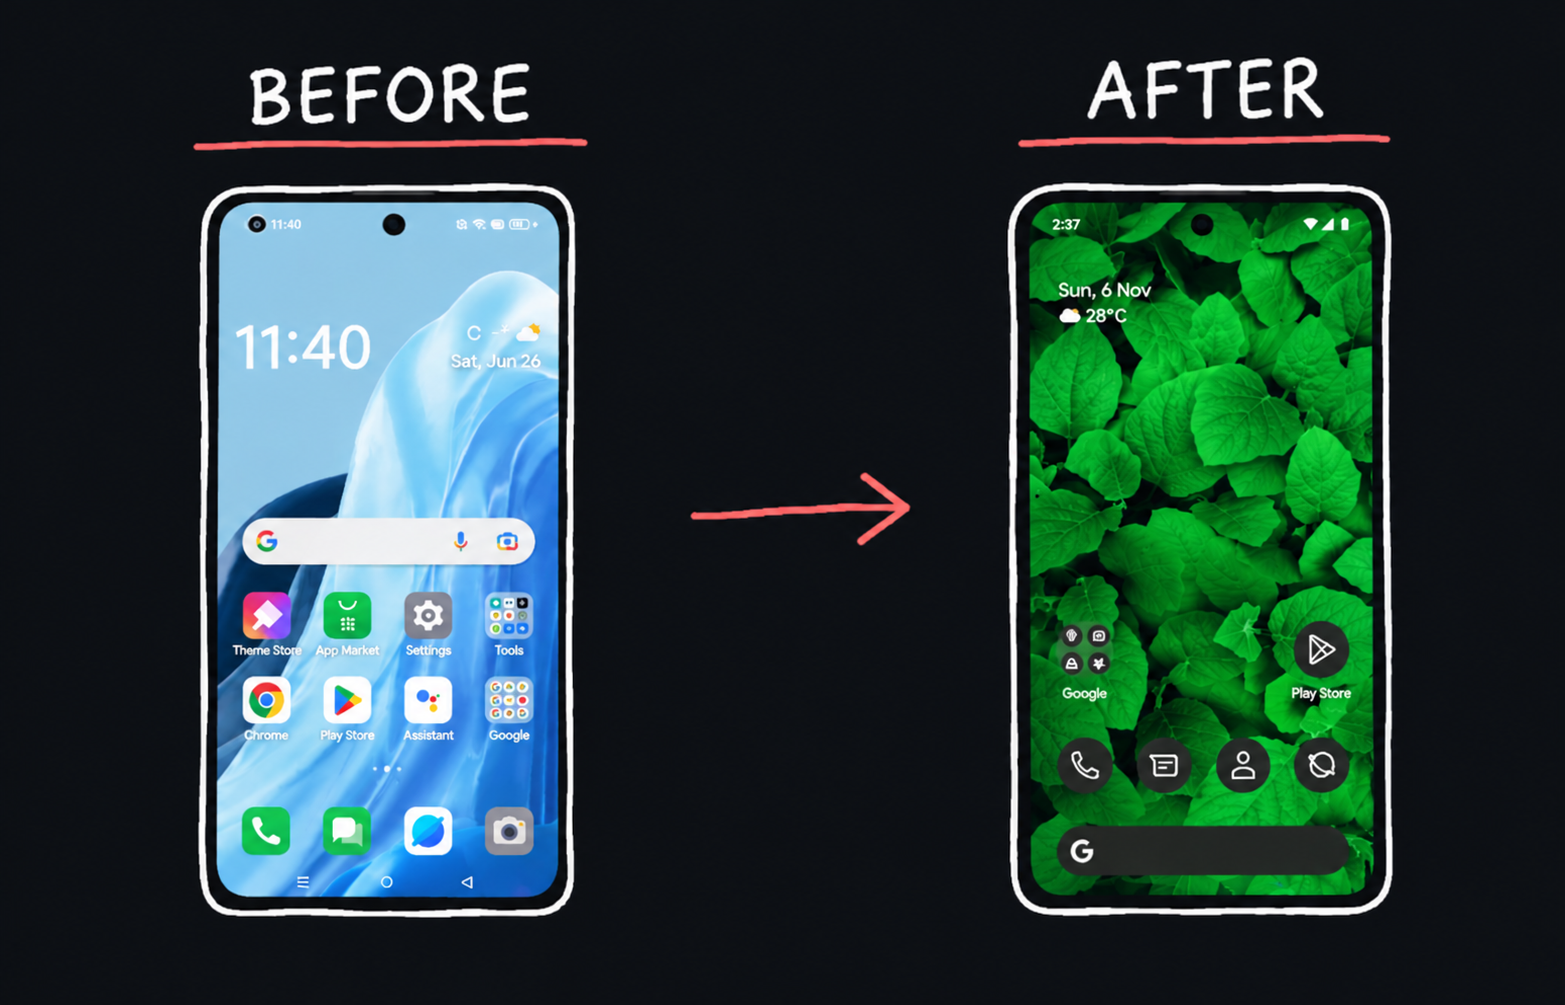 BEFORE
AFTER
11:40
11:40
C
Sat, Jun 26
Theme Store App Market Settings Tools
Chrome Play Store Assistant Google
2:37
Sun, 6 Nov
28°C
Google Play Store
G